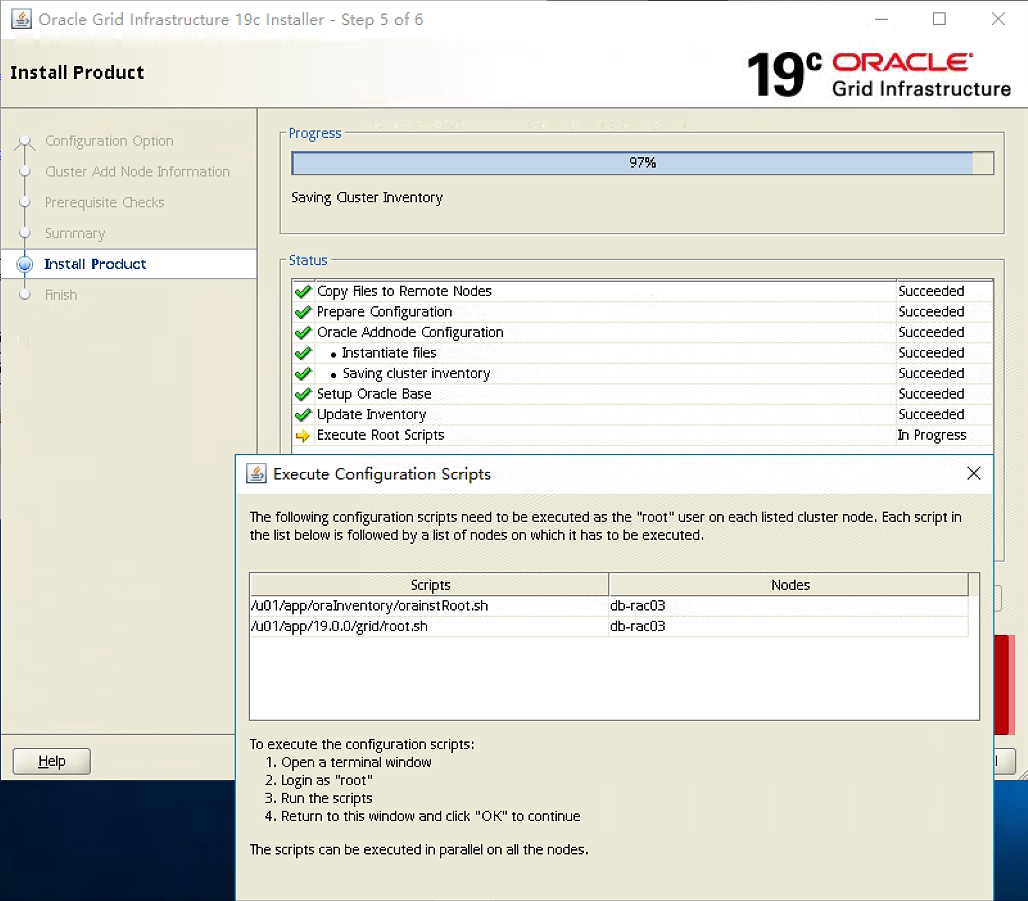 Oracle Grid Infrastructure 19c Installer - Step 5 of 6
Install Product
19c ORACLE
Grid Infrastructure
Configuration Option
Cluster Add Node Information
Prerequisite Checks
Summary
Install Product
Finish
Progress
97%
Saving Cluster Inventory
Status
Copy Files to Remote Nodes Succeeded
Prepare Configuration Succeeded
Oracle Addnode Configuration Succeeded
• Instantiate files Succeeded
• Saving cluster inventory Succeeded
Setup Oracle Base Succeeded
Update Inventory Succeeded
Execute Root Scripts In Progress
Execute Configuration Scripts
The following configuration scripts need to be executed as the "root" user on each listed cluster node. Each script in
the list below is followed by a list of nodes on which it has to be executed.
Scripts Nodes
/u01/app/oraInventory/orainstRoot.sh db-rac03
/u01/app/19.0.0/grid/root.sh db-rac03
To execute the configuration scripts:
1. Open a terminal window
2. Login as "root"
3. Run the scripts
4. Return to this window and click "OK" to continue
The scripts can be executed in parallel on all the nodes.
Help